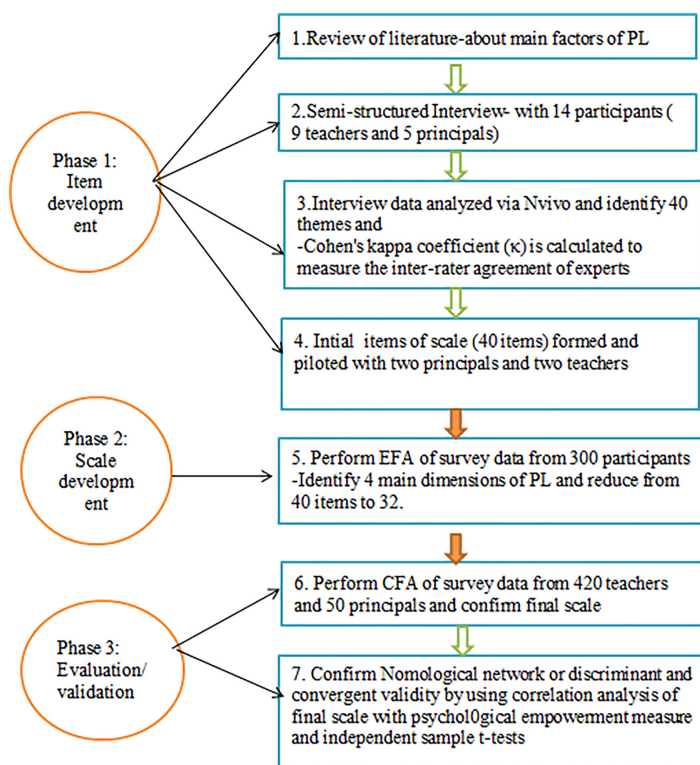 1.Review of literature-about main factors of PL
2.Semi-structured Interview- with 14 participants (
9 teachers and 5 principals)
Phase 1:
Item
developm
ent
3.Interview data analyzed via Nvivo and identify 40
themes and
-Cohen's kappa coefficient (κ) is calculated to
measure the inter-rater agreement of experts
4. Intial items of scale (40 items) formed and
piloted with two principals and two teachers
Phase 2:
Scale
developm
ent
5. Perform EFA of survey data from 300 participants
-Identify 4 main dimensions of PL and reduce from
40 items to 32.
6. Perform CFA of survey data from 420 teachers
and 50 principals and confirm final scale
Phase 3:
Evaluation/
validation
7. Confirm Nomological network or discriminant and
convergent validity by using correlation analysis of
final scale with psychol0gical empowerment measure
and independent sample t-tests